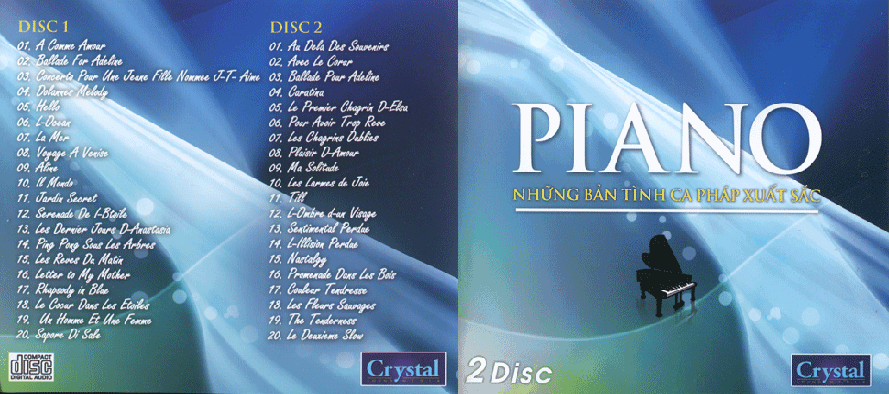 DISC 1
01. A Comme Amour
02. Ballade For Adeline
03. Concerto Pour Une Jeune Fille Nommee J-T- Aime
04. Dolannes Melody
05. Hello
06. L Ocean
07. La Mer
08. Voyage A Venise
09. Aline
10. Il Mondo
11. Jardin Secret
12. Serenade De l-Etoile
13. Les Dernier Jours D-Anastasia
14. Ping Pong Sous Les Arbres
15. Les Reves Du Matin
16. Letter to My Mother
17. Rhapsody in Blue
18. Le Coeur Dans Les Etoiles
19. Un Homme Et Une Femme
20. Sapore Di Sale
COMPACT
disc
DIGITAL AUDIO
DISC 2
01. Au Dela Des Souvenirs
02. Avec Le Coeur
03. Ballade Pour Adeline
04. Cavatina
05. Le Premier Chagrin D-Elsa
06. Pour Avoir Trop Reve
07. Les Chagrins Oublies
08. Plaisir D-Amour
09. Ma Solitude
10. Les Larmes de Joie
11. Till
12. L-Ombre d-un Visage
13. Sentimental Perdue
14. L-Illision Perdue
15. Nastalgy
16. Promenade Dans Les Bois
17. Couleur Tendresse
18. Les Fleurs Sauvages
19. The Tenderness
20. Le Deuxieme Slow
Crystal
PIANO
NHỮNG BẢN TÌNH CA PHÁP XUẤT SẮC
2 Disc
Crystal